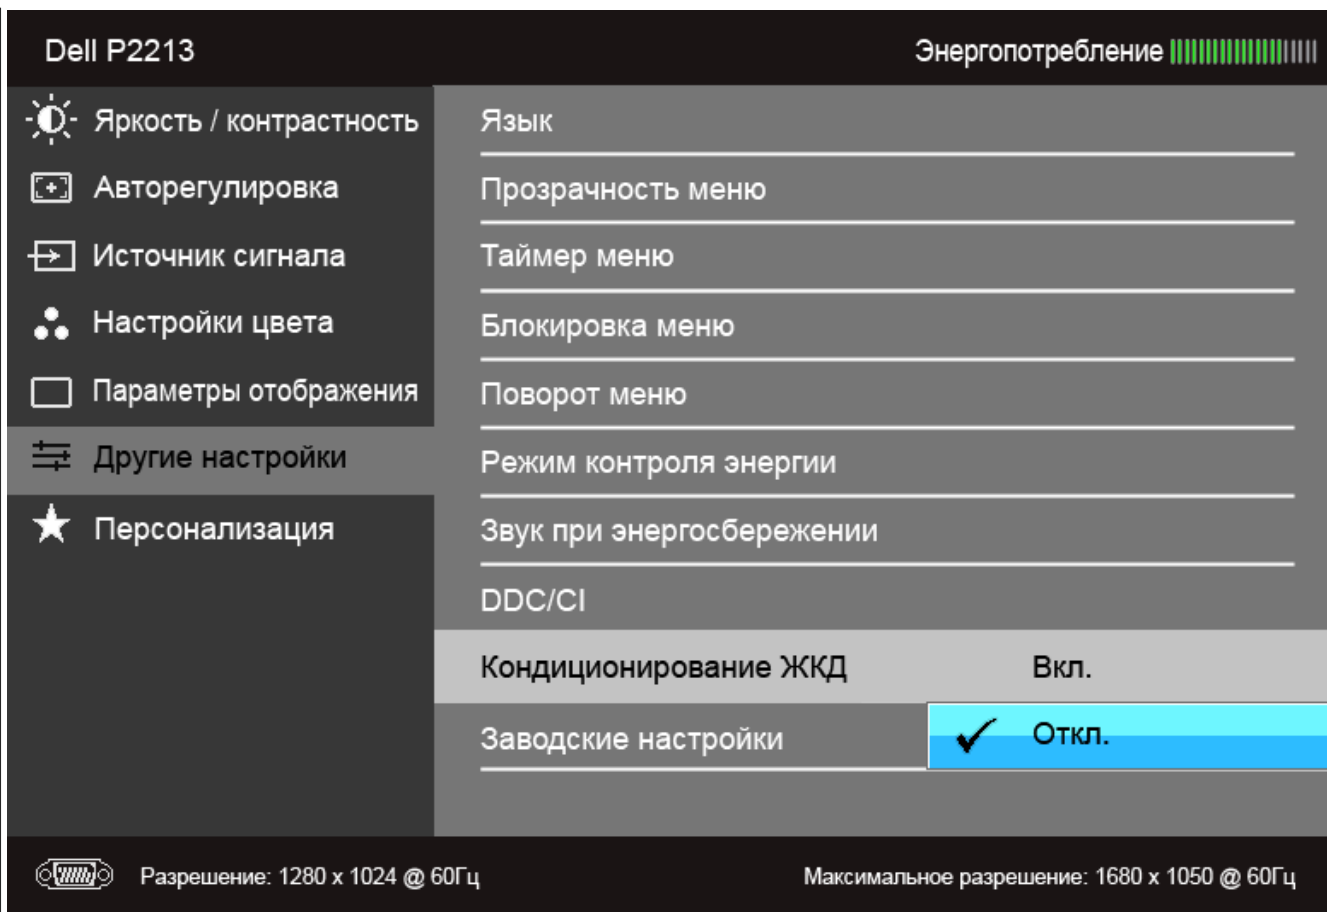 Dell P2213
Энергопотребление
Яркость / контрастность
Авторегулировка
Источник сигнала
Настройки цвета
Параметры отображения
Другие настройки
Персонализация
Язык
Прозрачность меню
Таймер меню
Блокировка меню
Поворот меню
Режим контроля энергии
Звук при энергосбережении
DDC/CI
Кондиционирование ЖКД
Вкл.
Заводские настройки
Откл.
Разрешение: 1280 x 1024 @ 60Гц
Максимальное разрешение: 1680 x 1050 @ 60Гц